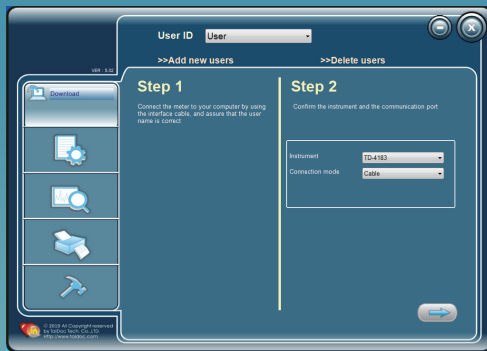 User ID User
>>Add new users >>Delete users
VER : 5.32
Download
Step 1
Connect the meter to your computer by using
the interface cable, and assure that the user
name is correct
Step 2
Confirm the instrument and the communication port
Instrument TD-4183
Connection mode Cable
© 2010 All Copyright reserved
by TaiDoc Tech. Co.,LTD.
http://www.taidoc.com